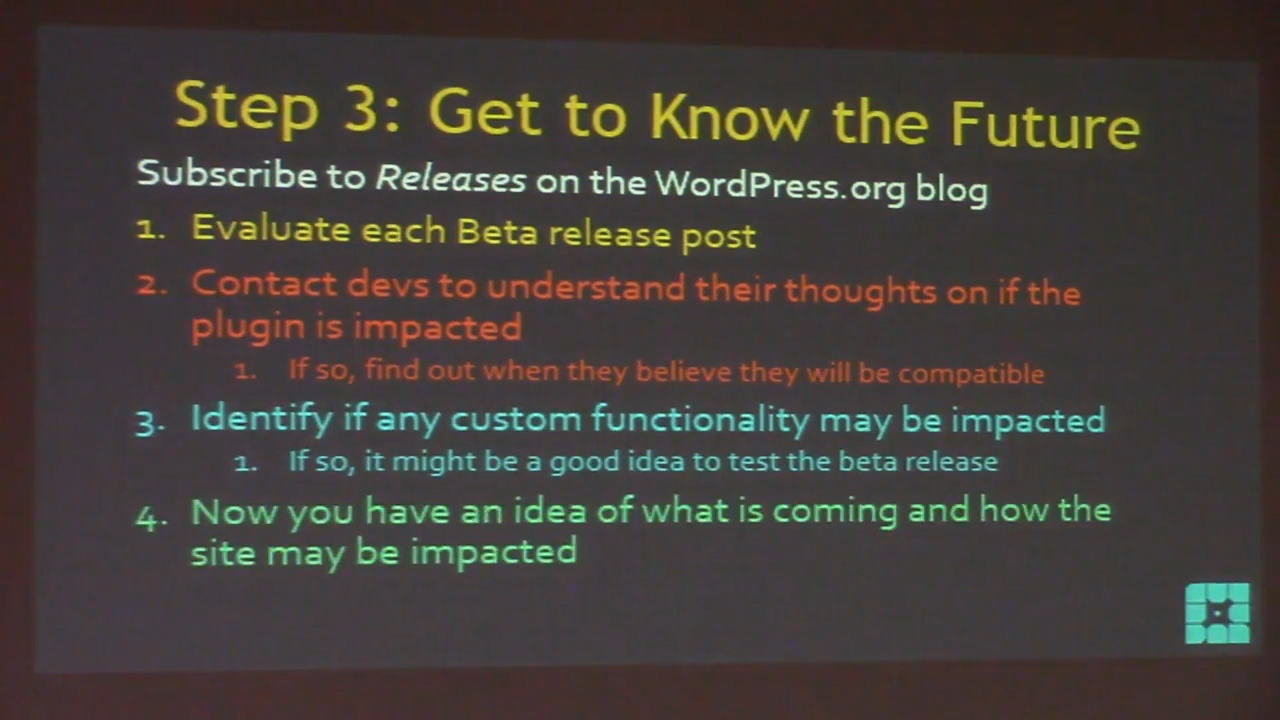 Step 3: Get to Know the Future
Subscribe to Releases on the WordPress.org blog
1. Evaluate each Beta release post
2. Contact devs to understand their thoughts on if the
plugin is impacted
1. If so, find out when they believe they will be compatible
3. Identify if any custom functionality may be impacted
1. If so, it might be a good idea to test the beta release
4. Now you have an idea of what is coming and how the
site may be impacted